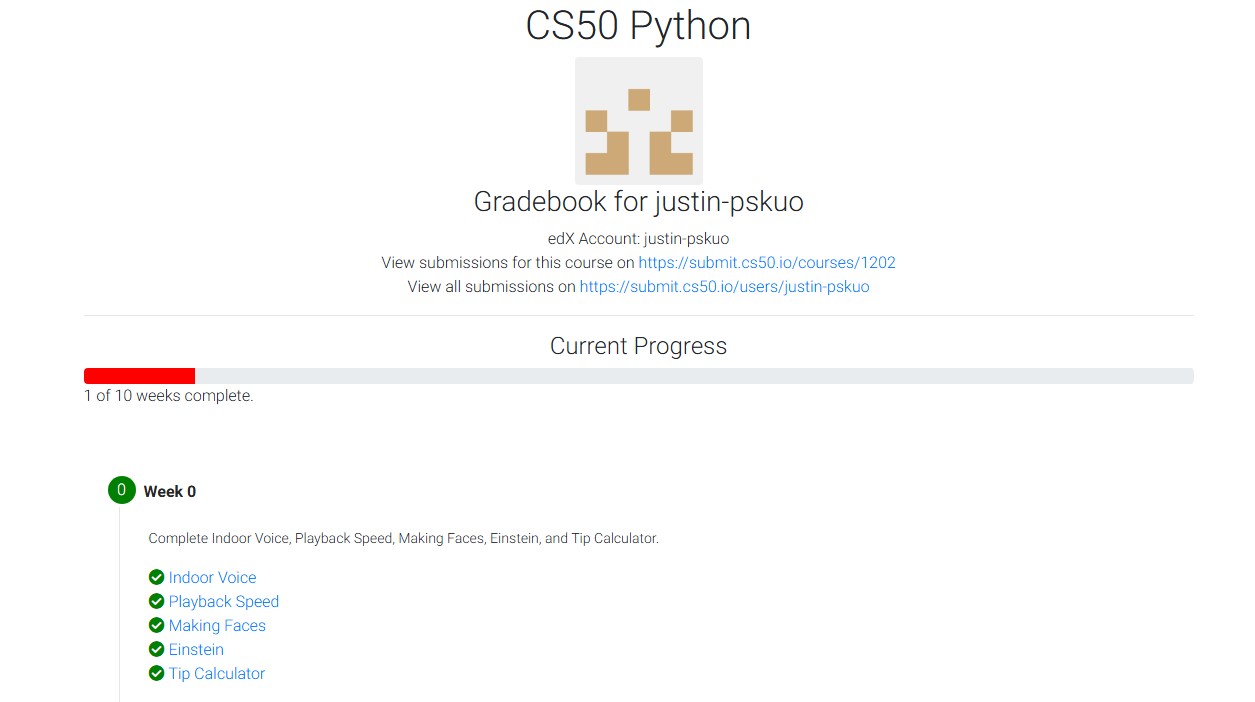 CS50 Python
Gradebook for justin-pskuo
edX Account: justin-pskuo
View submissions for this course on https://submit.cs50.io/courses/1202
View all submissions on https://submit.cs50.io/users/justin-pskuo
Current Progress
1 of 10 weeks complete.
0 Week 0
Complete Indoor Voice, Playback Speed, Making Faces, Einstein, and Tip Calculator.
Indoor Voice
Playback Speed
Making Faces
Einstein
Tip Calculator